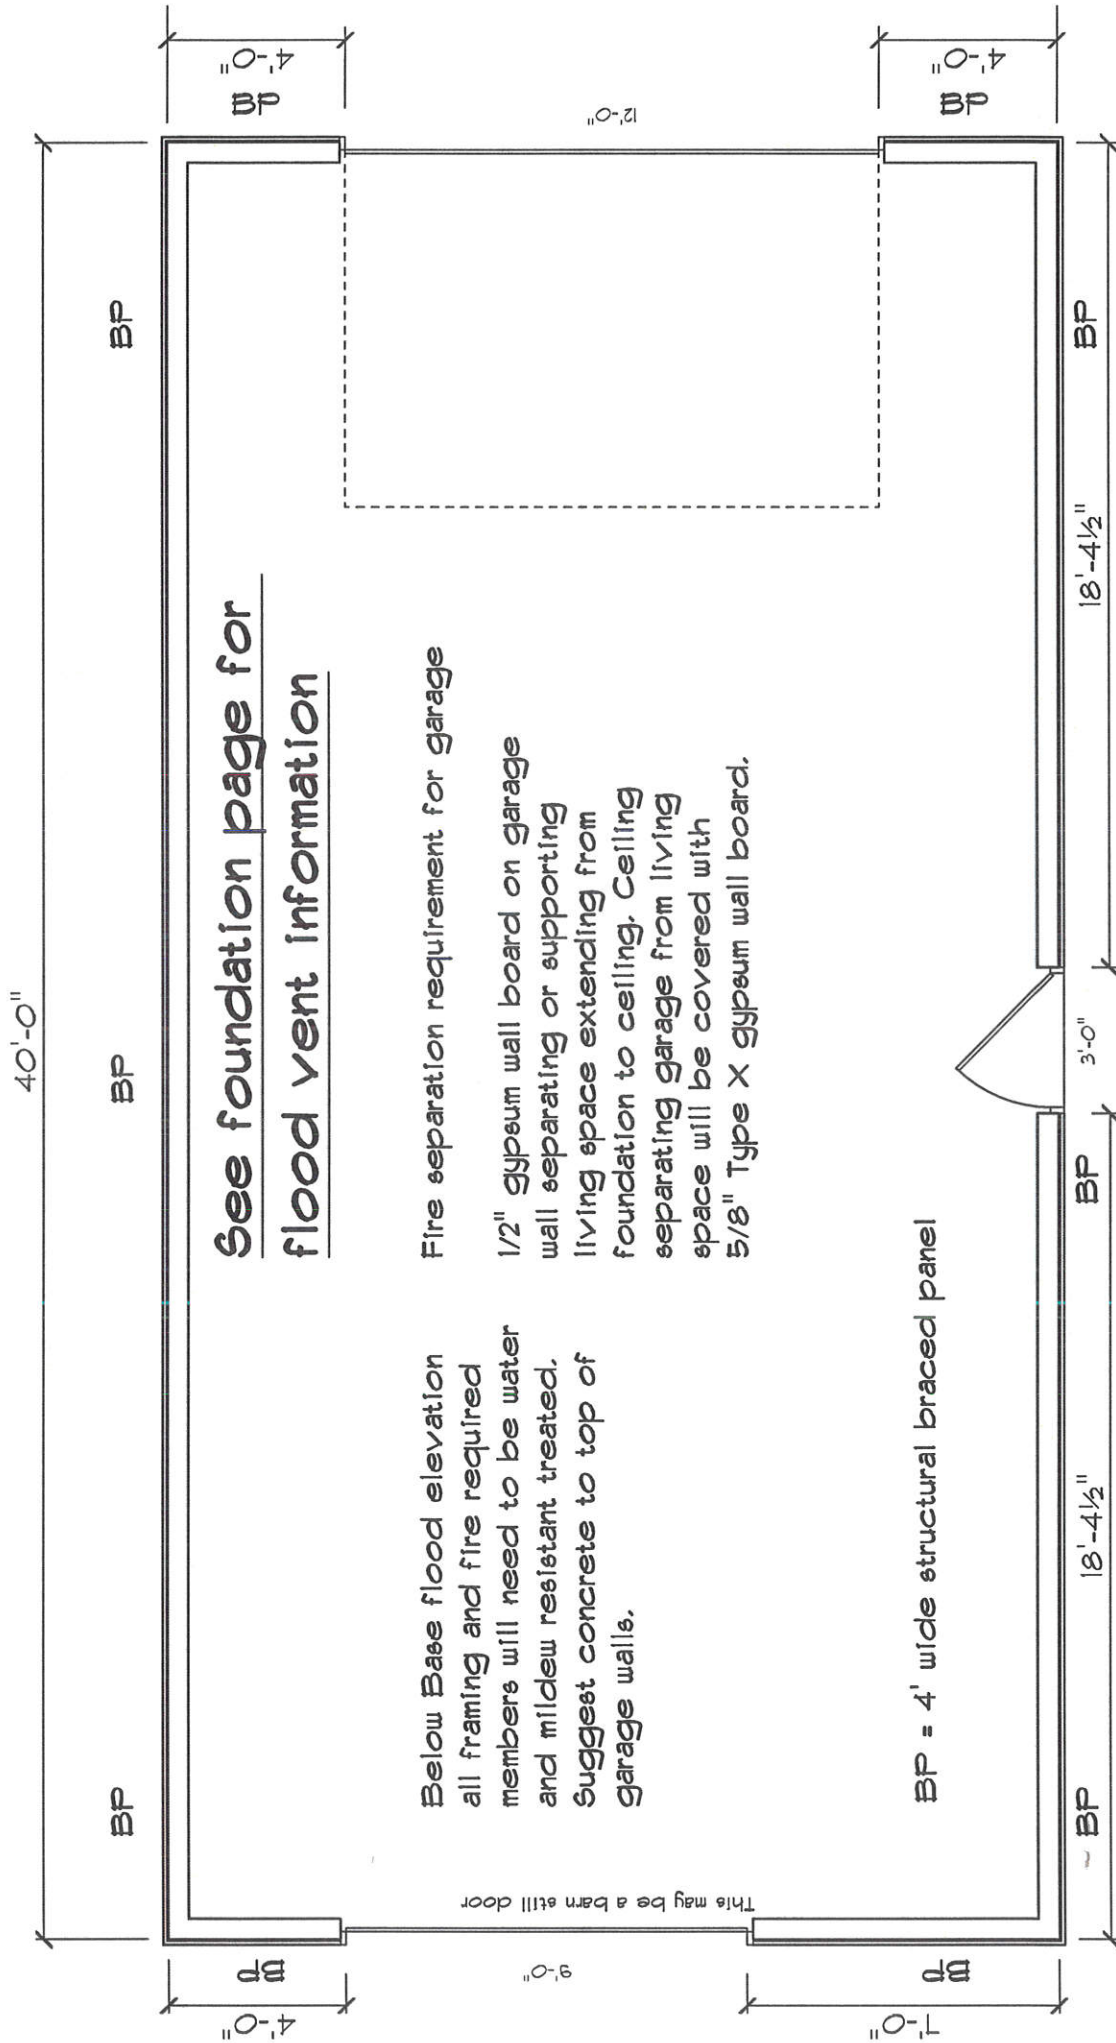 40'-0"
BP
BP
BP
4'-0"
BP
BP
4'-0"
See foundation page for
flood vent information
Below Base flood elevation
all framing and fire required
members will need to be water
and mildew resistant treated.
Suggest concrete to top of
garage walls.
Fire separation requirement for garage
1/2" gypsum wall board on garage
wall separating or supporting
living space extending from
foundation to ceiling. Ceiling
separating garage from living
space will be covered with
5/8" Type X gypsum wall board.
9'-0"
This may be a barn still door
12'-0"
BP = 4' wide structural braced panel
7'-0"
BP
BP
4'-0"
BP
BP
BP
18'-4½"
3'-0"
18'-4½"